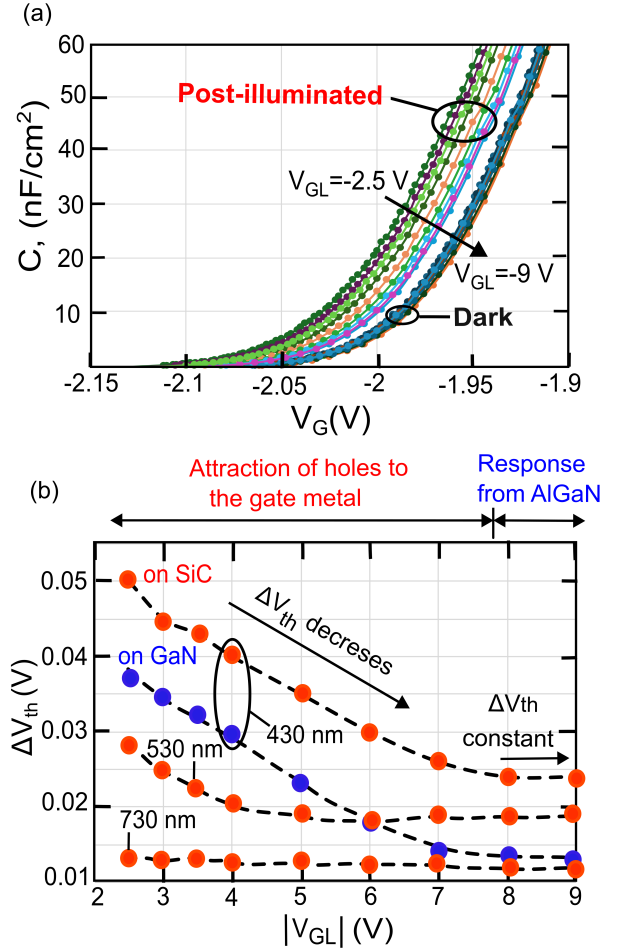 (a)
60
50
40
30
20
10
C, (nF/cm²)
Post-illuminated
V_GL=-2.5 V
V_GL=-9 V
Dark
-2.15 -2.1 -2.05 -2 -1.95 -1.9
V_G(V)
(b)
Attraction of holes to
the gate metal
Response
from AlGaN
0.05
0.04
0.03
0.02
0.01
ΔV_th (V)
on SiC
on GaN
ΔV_th decreses
430 nm
530 nm
730 nm
ΔVth
constant
2 3 4 5 6 7 8 9
|V_GL| (V)